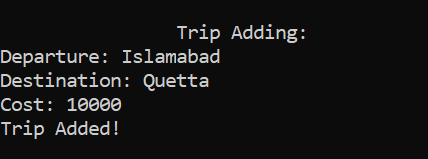 Trip Adding:
Departure: Islamabad
Destination: Quetta
Cost: 10000
Trip Added!